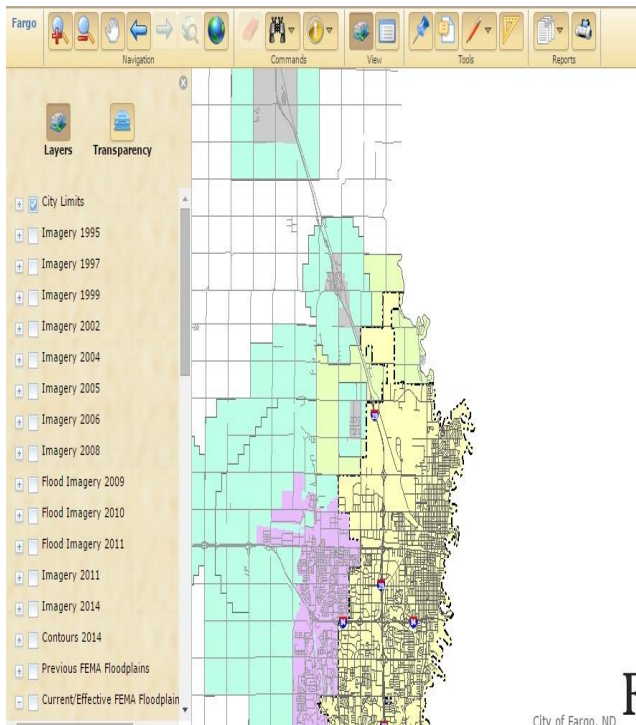 Fargo
Navigation
Commands
View
Tools
Reports
Layers
Transparency
City Limits
Imagery 1995
Imagery 1997
Imagery 1999
Imagery 2002
Imagery 2004
Imagery 2005
Imagery 2006
Imagery 2008
Flood Imagery 2009
Flood Imagery 2010
Flood Imagery 2011
Imagery 2011
Imagery 2014
Contours 2014
Previous FEMA Floodplains
Current/Effective FEMA Floodplain
City of Fargo, ND